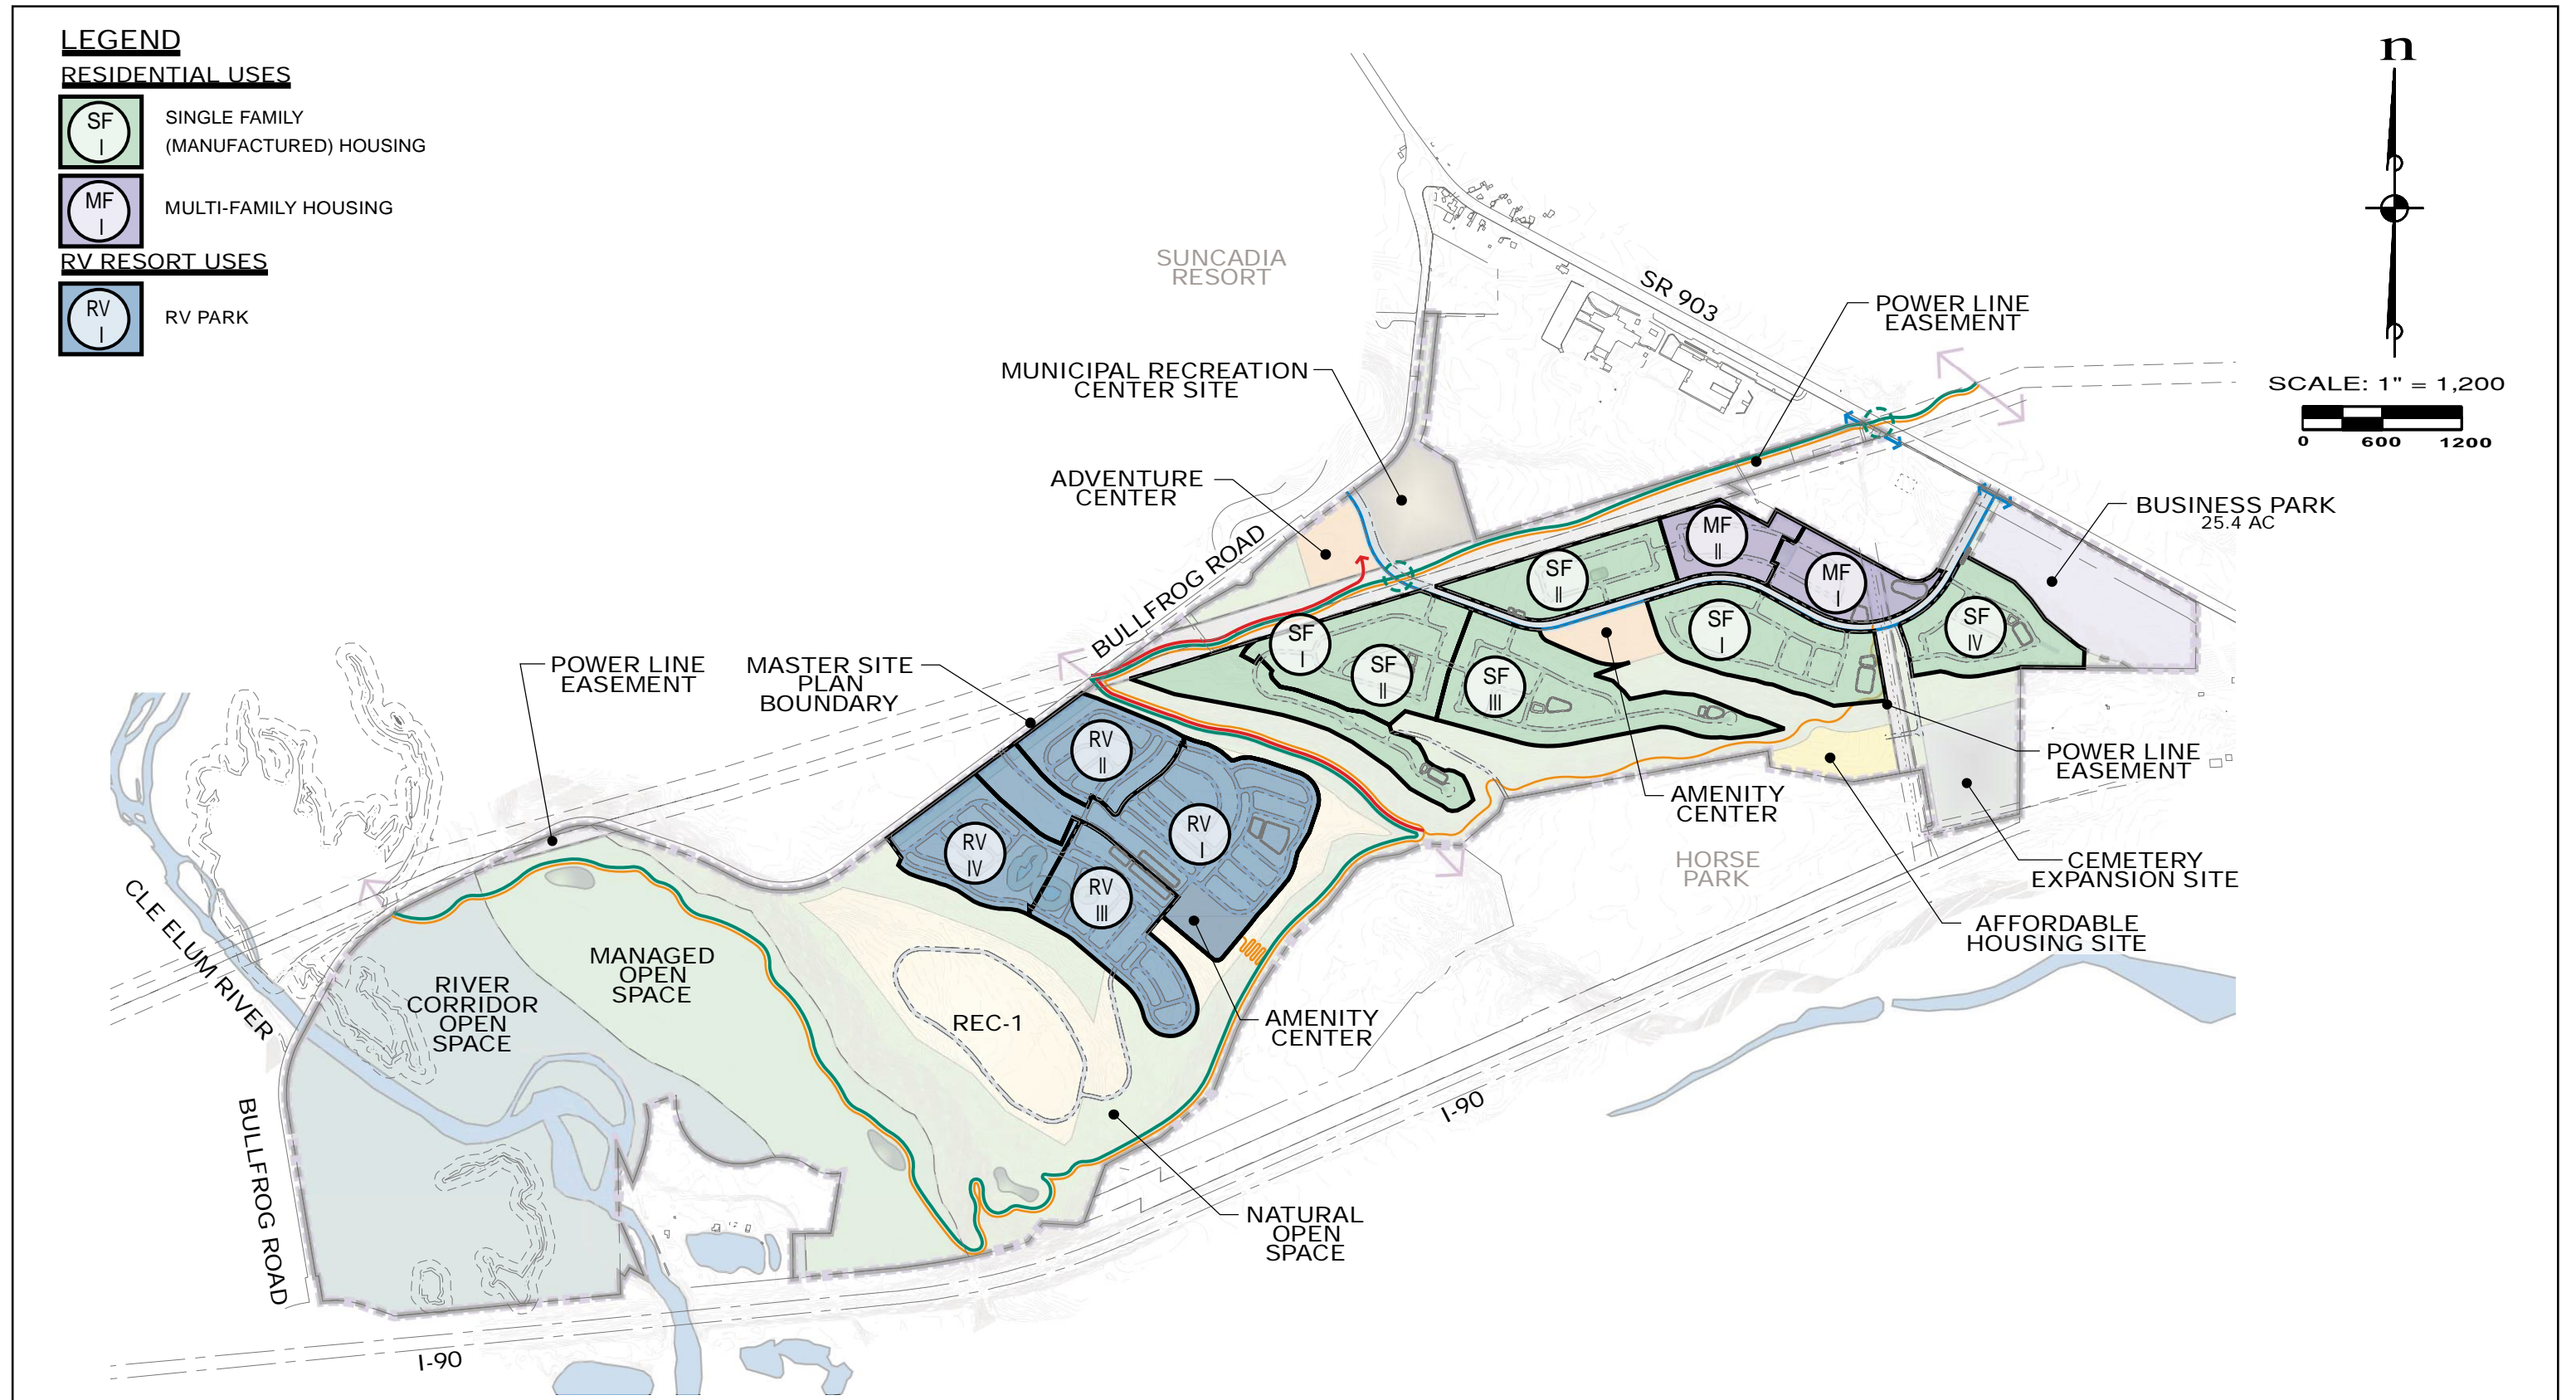 LEGEND
RESIDENTIAL USES
SF
I
SINGLE FAMILY
(MANUFACTURED) HOUSING
MF
I
MULTI-FAMILY HOUSING
RV RESORT USES
RV
I
RV PARK
n
SCALE: 1" = 1,200
0 600 1200
SUNCADIA
RESORT
SR 903
POWER LINE
EASEMENT
MUNICIPAL RECREATION
CENTER SITE
ADVENTURE
CENTER
BULLFROG ROAD
BUSINESS PARK
25.4 AC
MF
II
MF
I
SF
II
SF
I
SF
IV
SF
I
SF
II
SF
III
POWER LINE
EASEMENT
MASTER SITE
PLAN
BOUNDARY
RV
II
RV
I
RV
IV
RV
III
POWER LINE
EASEMENT
AMENITY
CENTER
HORSE
PARK
CEMETERY
EXPANSION SITE
AFFORDABLE
HOUSING SITE
CLE ELUM RIVER
RIVER
CORRIDOR
OPEN
SPACE
MANAGED
OPEN
SPACE
REC-1
AMENITY
CENTER
I-90
BULLFROG ROAD
NATURAL
OPEN
SPACE
I-90